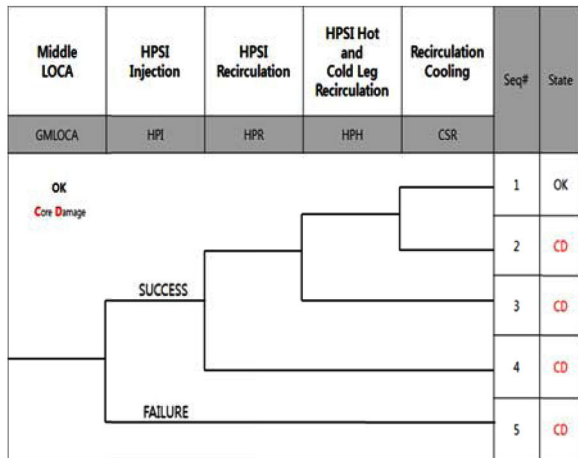 Middle
LOCA
HPSI
Injection
HPSI
Recirculation
HPSI Hot
and
Cold Leg
Recirculation
Recirculation
Cooling
Seq#
State
GMLOCA
HPI
HPR
HPH
CSR
OK
Core Damage
1
OK
2
CD
SUCCESS
3
CD
4
CD
FAILURE
5
CD